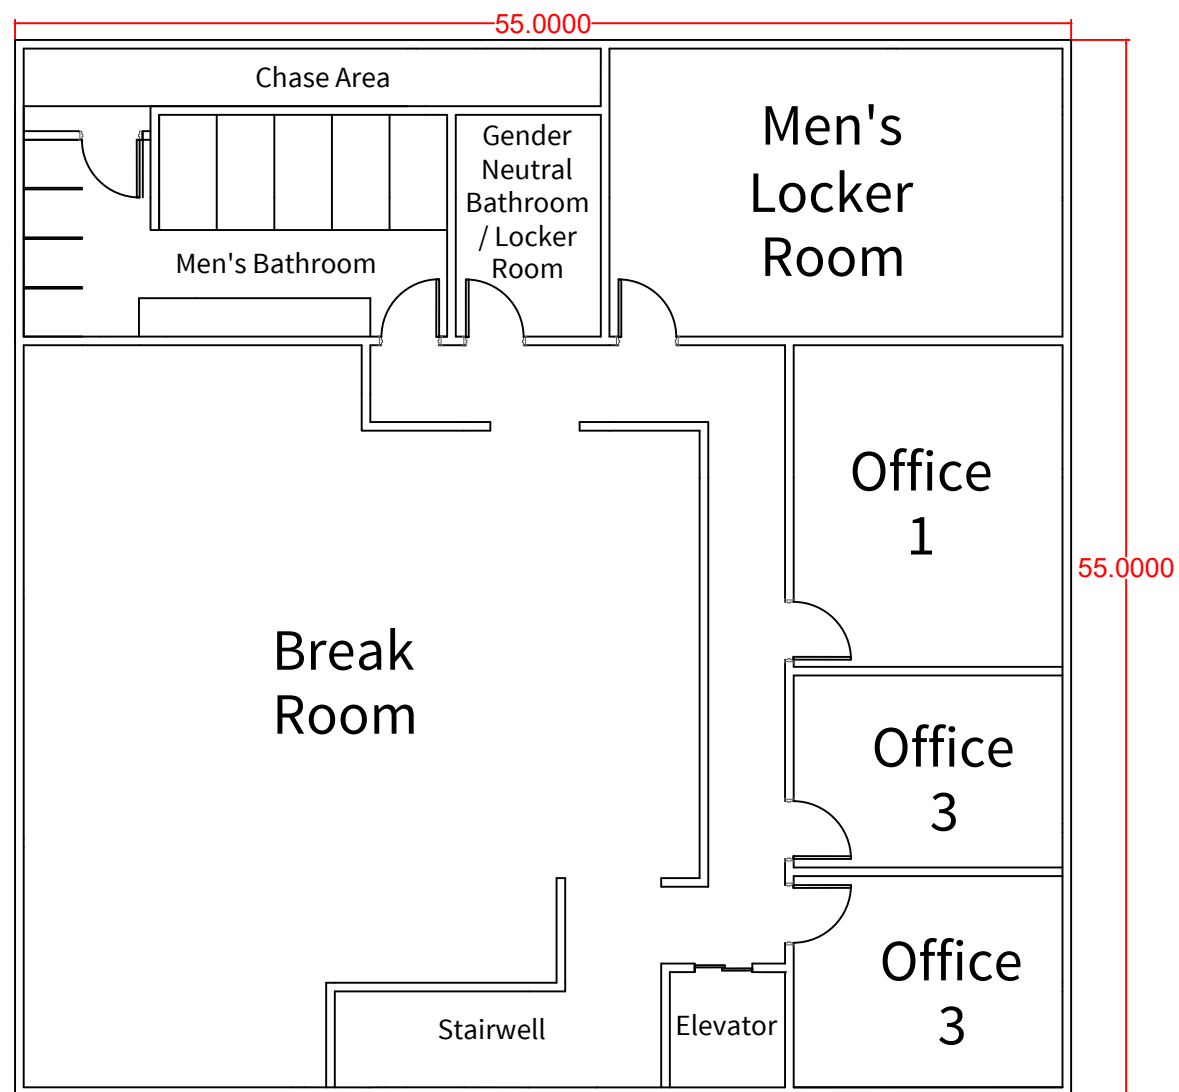 55.0000
Chase Area
Men's
Locker
Room
Gender
Neutral
Bathroom
/ Locker
Room
Men's Bathroom
Office
1
55.0000
Break
Room
Office
3
Office
3
Stairwell
Elevator